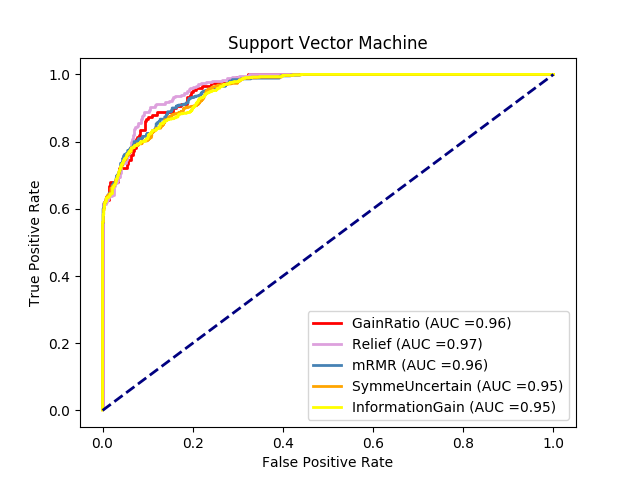 Support Vector Machine
True Positive Rate
1.0
0.8
0.6
0.4
0.2
0.0
GainRatio (AUC =0.96)
Relief (AUC =0.97)
mRMR (AUC =0.96)
SymmeUncertain (AUC =0.95)
InformationGain (AUC =0.95)
0.0 0.2 0.4 0.6 0.8 1.0
False Positive Rate